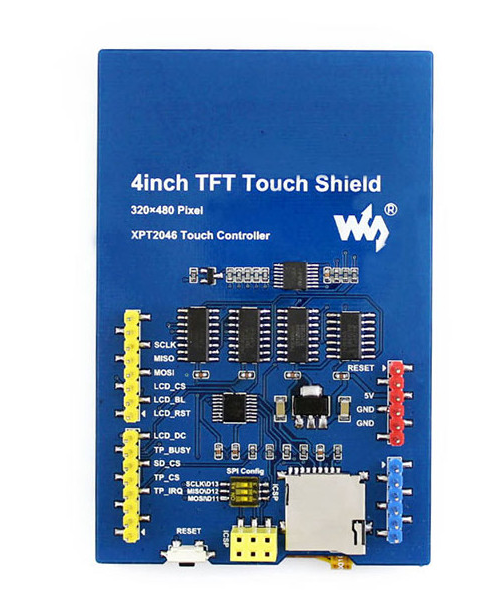 4inch TFT Touch Shield
320×480 Pixel
XPT2046 Touch Controller
®
SCLK
MISO
MOSI
LCD_CS
LCD_BL
LCD_RST
LCD_DC
TP_BUSY
SD_CS
TP_CS
TP_IRQ
RESET
5V
GND
GND
SPI Config
SCLK\D13
MISO\D12
MOSI\D11
ICSP
RESET
ICSP